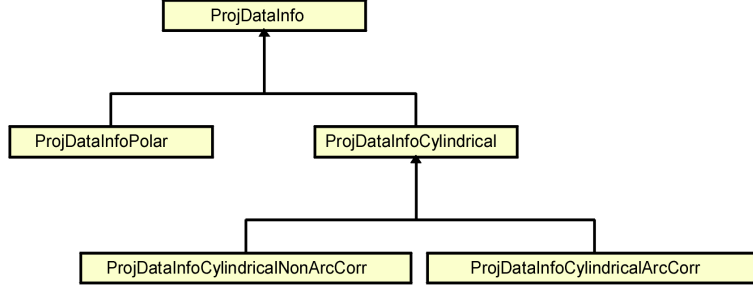 ProjDataInfo
ProjDataInfoPolar
ProjDataInfoCylindrical
ProjDataInfoCylindricalNonArcCorr
ProjDataInfoCylindricalArcCorr